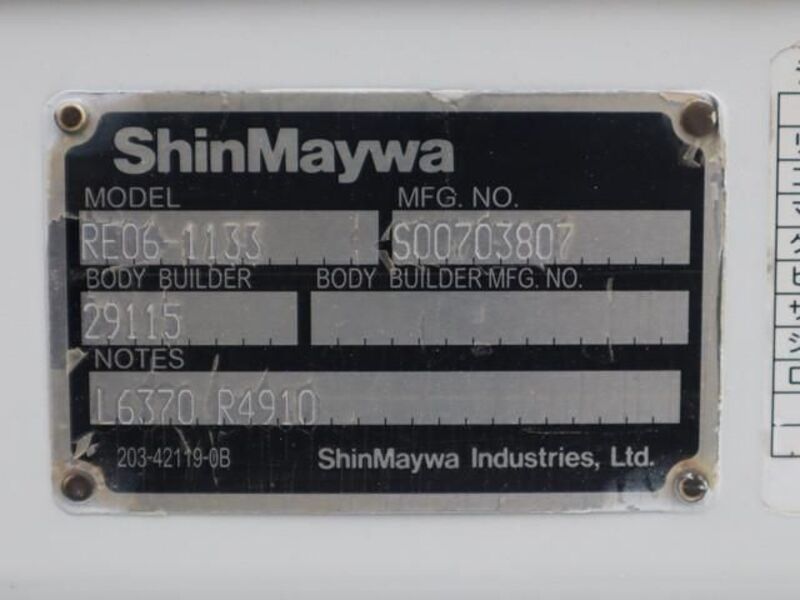 ShinMaywa
MODEL MFG. NO.
RE06-1133 S00703807
BODY BUILDER BODY BUILDER MFG. NO.
29115
NOTES
L6370 R4910
203-42119-0B ShinMaywa Industries, Ltd.